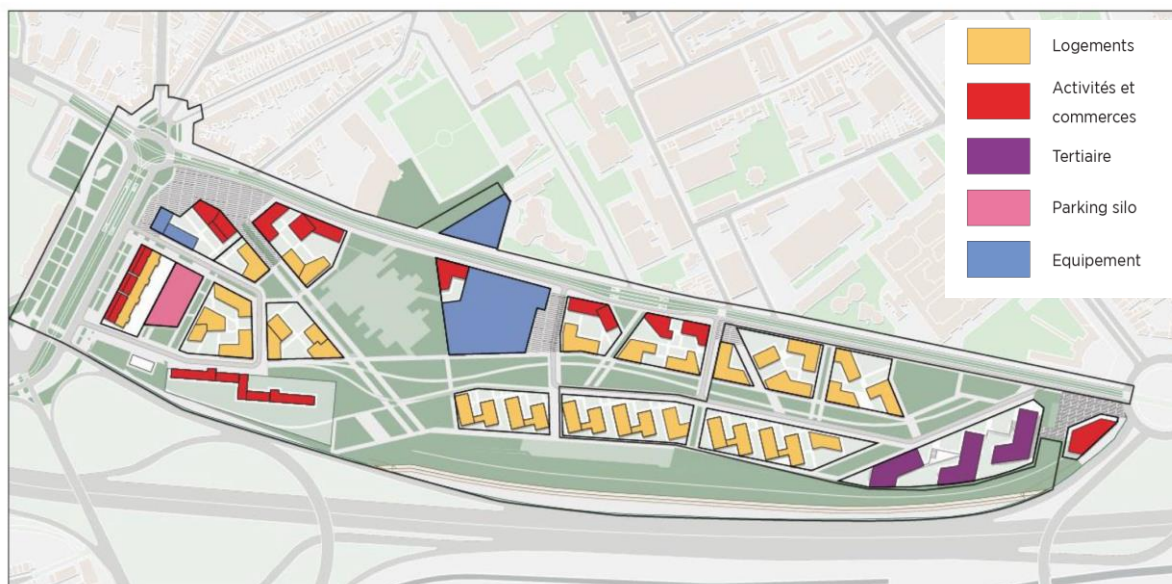 Logements
Activités et
commerces
Tertiaire
Parking silo
Equipement